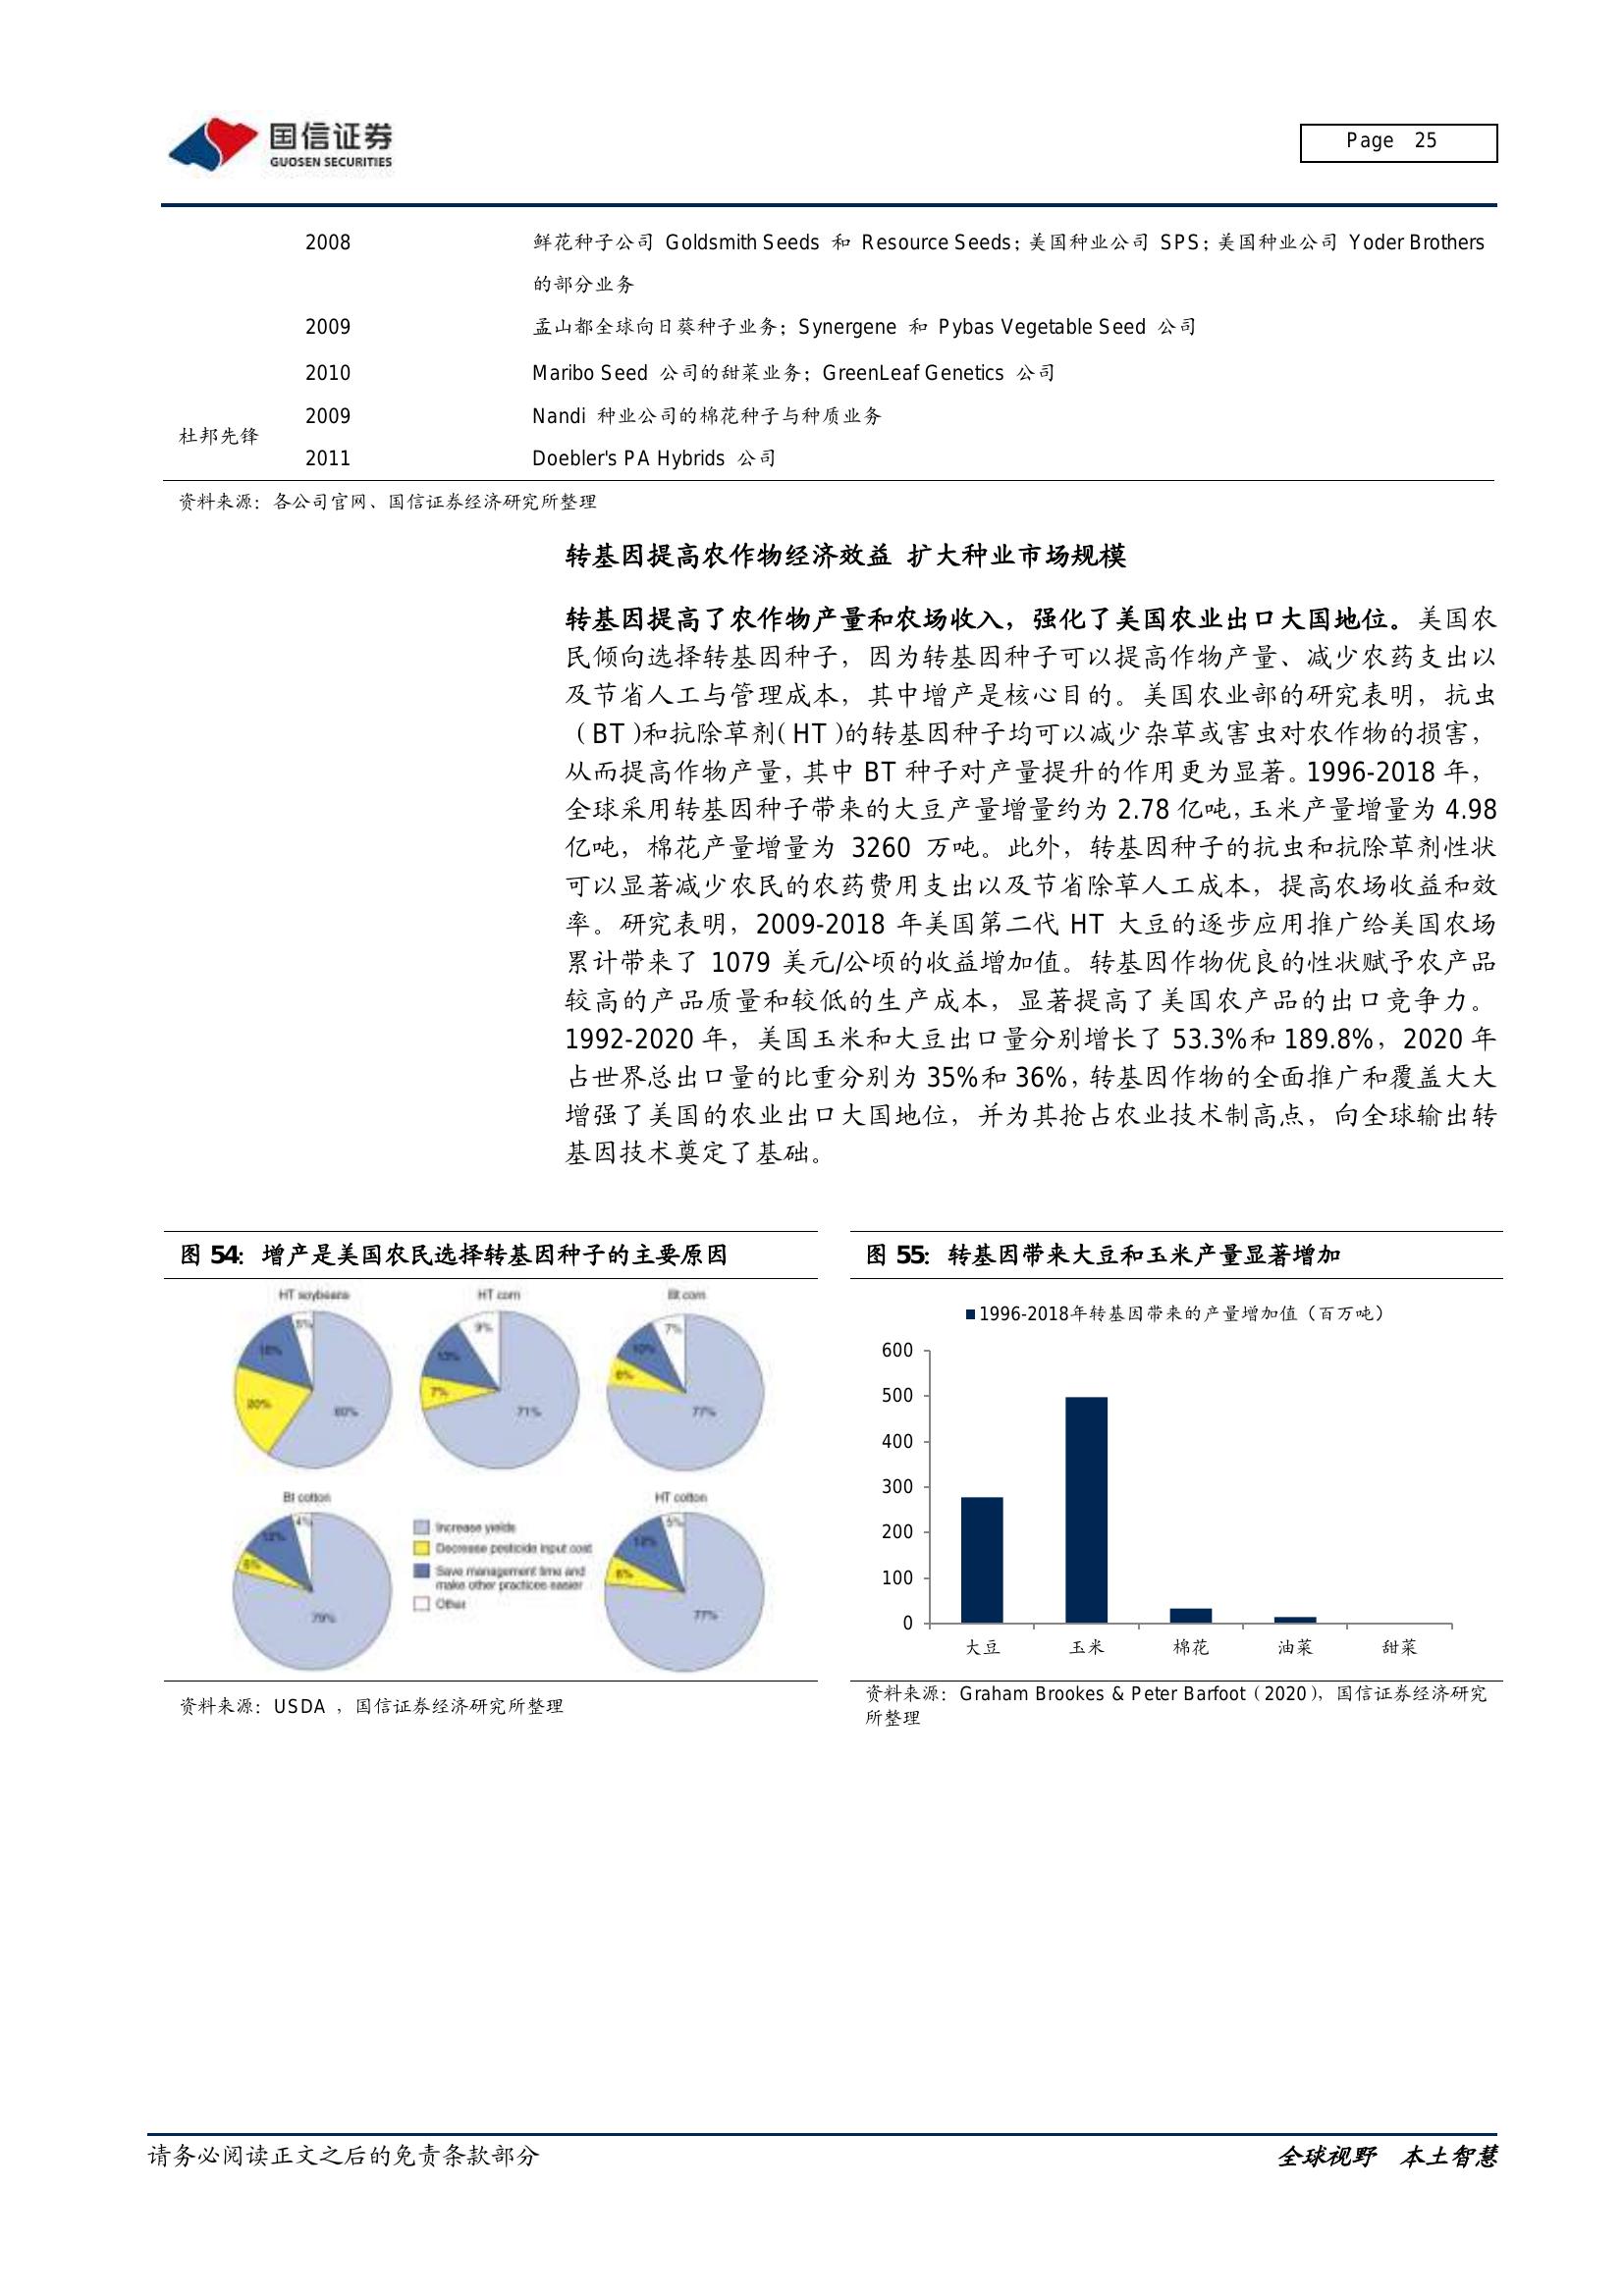 国信证券
GUOSEN SECURITIES
Page 25
2008 鲜花种子公司 Goldsmith Seeds 和 Resource Seeds；美国种业公司 SPS；美国种业公司 Yoder Brothers
的部分业务
2009 孟山都全球向日葵种子业务；Synergene 和 Pybas Vegetable Seed 公司
2010 Maribo Seed 公司的甜菜业务；GreenLeaf Genetics 公司
杜邦先锋
2009 Nandi 种业公司的棉花种子与种质业务
2011 Doebler's PA Hybrids 公司
资料来源：各公司官网、国信证券经济研究所整理
转基因提高农作物经济效益 扩大种业市场规模
转基因提高了农作物产量和农场收入，强化了美国农业出口大国地位。美国农
民倾向选择转基因种子，因为转基因种子可以提高作物产量、减少农药支出以
及节省人工与管理成本，其中增产是核心目的。美国农业部的研究表明，抗虫
（BT）和抗除草剂（HT）的转基因种子均可以减少杂草或害虫对农作物的损害，
从而提高作物产量，其中 BT 种子对产量提升的作用更为显著。1996-2018 年，
全球采用转基因种子带来的大豆产量增量约为 2.78 亿吨，玉米产量增量为 4.98
亿吨，棉花产量增量为 3260 万吨。此外，转基因种子的抗虫和抗除草剂性状
可以显著减少农民的农药费用支出以及节省除草人工成本，提高农场收益和效
率。研究表明，2009-2018 年美国第二代 HT 大豆的逐步应用推广给美国农场
累计带来了 1079 美元/公顷的收益增加值。转基因作物优良的性状赋予农产品
较高的产品质量和较低的生产成本，显著提高了美国农产品的出口竞争力。
1992-2020 年，美国玉米和大豆出口量分别增长了 53.3%和 189.8%，2020 年
占世界总出口量的比重分别为 35%和 36%，转基因作物的全面推广和覆盖大大
增强了美国的农业出口大国地位，并为其抢占农业技术制高点，向全球输出转
基因技术奠定了基础。
图 54：增产是美国农民选择转基因种子的主要原因
HT soybeans HT corn Bt corn
5%
20%
60%
9%
7%
71%
7%
10%
6%
77%
Bt cotton HT cotton
4%
79%
5%
6%
77%
Increase yields
Decrease pesticide input cost
Save management time and
make other practices easier
Other
资料来源：USDA ，国信证券经济研究所整理
图 55：转基因带来大豆和玉米产量显著增加
1996-2018年转基因带来的产量增加值（百万吨）
600
500
400
300
200
100
0
大豆 玉米 棉花 油菜 甜菜
资料来源：Graham Brookes & Peter Barfoot（2020），国信证券经济研究
所整理
请务必阅读正文之后的免责条款部分
全球视野 本土智慧